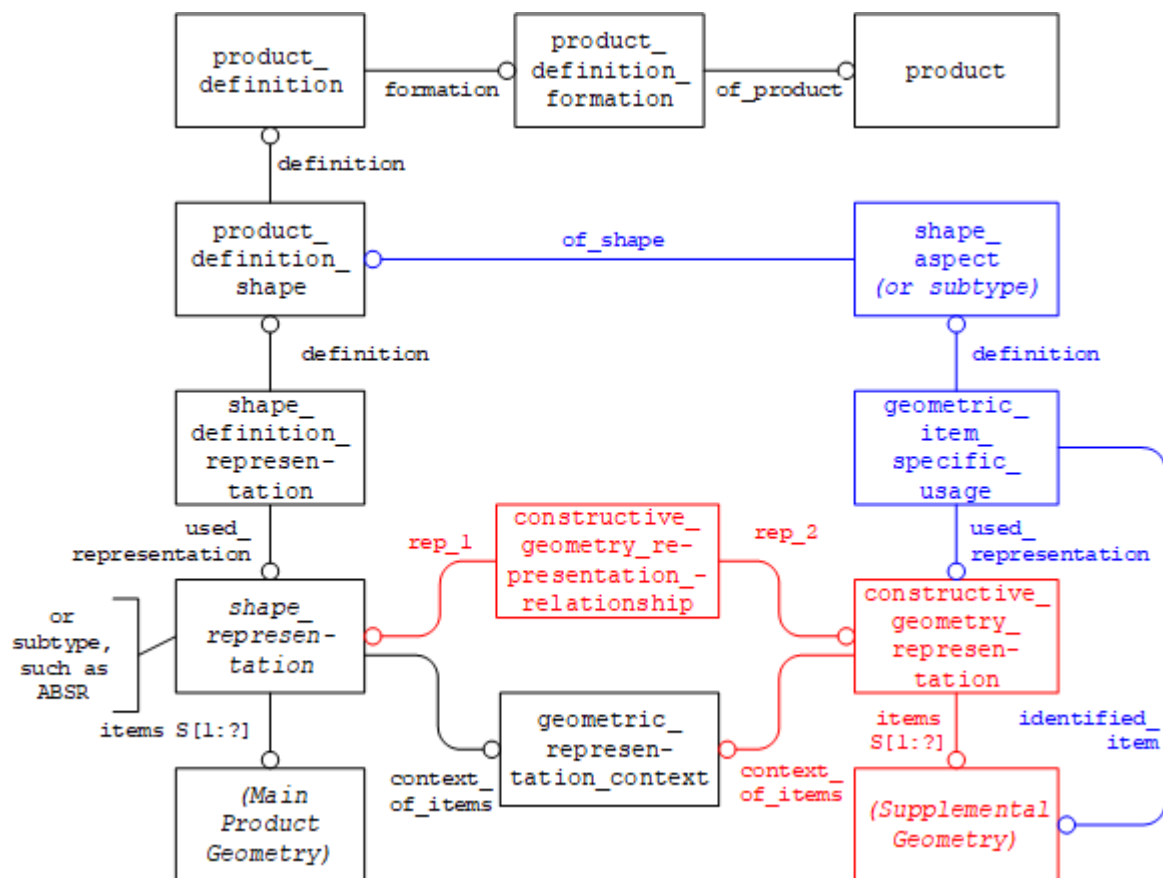 product_
definition
formation
product_
definition_
formation
of_product
product
definition
product_
definition_
shape
of_shape
shape_
aspect
(or subtype)
definition
definition
shape_
definition_
represen-
tation
geometric_
item_
specific_
usage
used_
representation
rep_1
constructive_
geometry_re-
presentation_-
relationship
rep_2
used_
representation
or
subtype,
such as
ABSR
shape_
represen-
tation
constructive_
geometry_
represen-
tation
items S[1:?]
geometric_
represen-
tation_context
items
S[1:?]
identified_
item
context_
of_items
context_
of_items
(Main
Product
Geometry)
(Supplemental
Geometry)